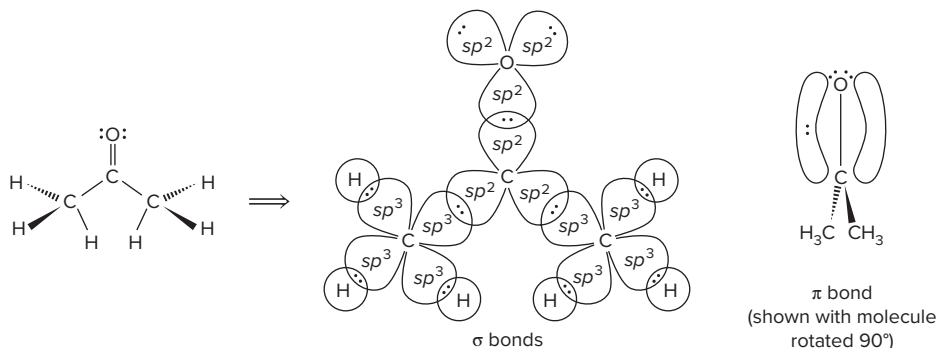 :O:
H
H
C
C
C
H
H
H
H
sp²
sp²
O
sp²
sp²
C
sp²
sp²
H
sp³
sp³
C
sp³
sp³
H
H
H
sp³
sp³
C
sp³
sp³
H
H
σ bonds
O
C
H₃C
CH₃
π bond
(shown with molecule
rotated 90°)